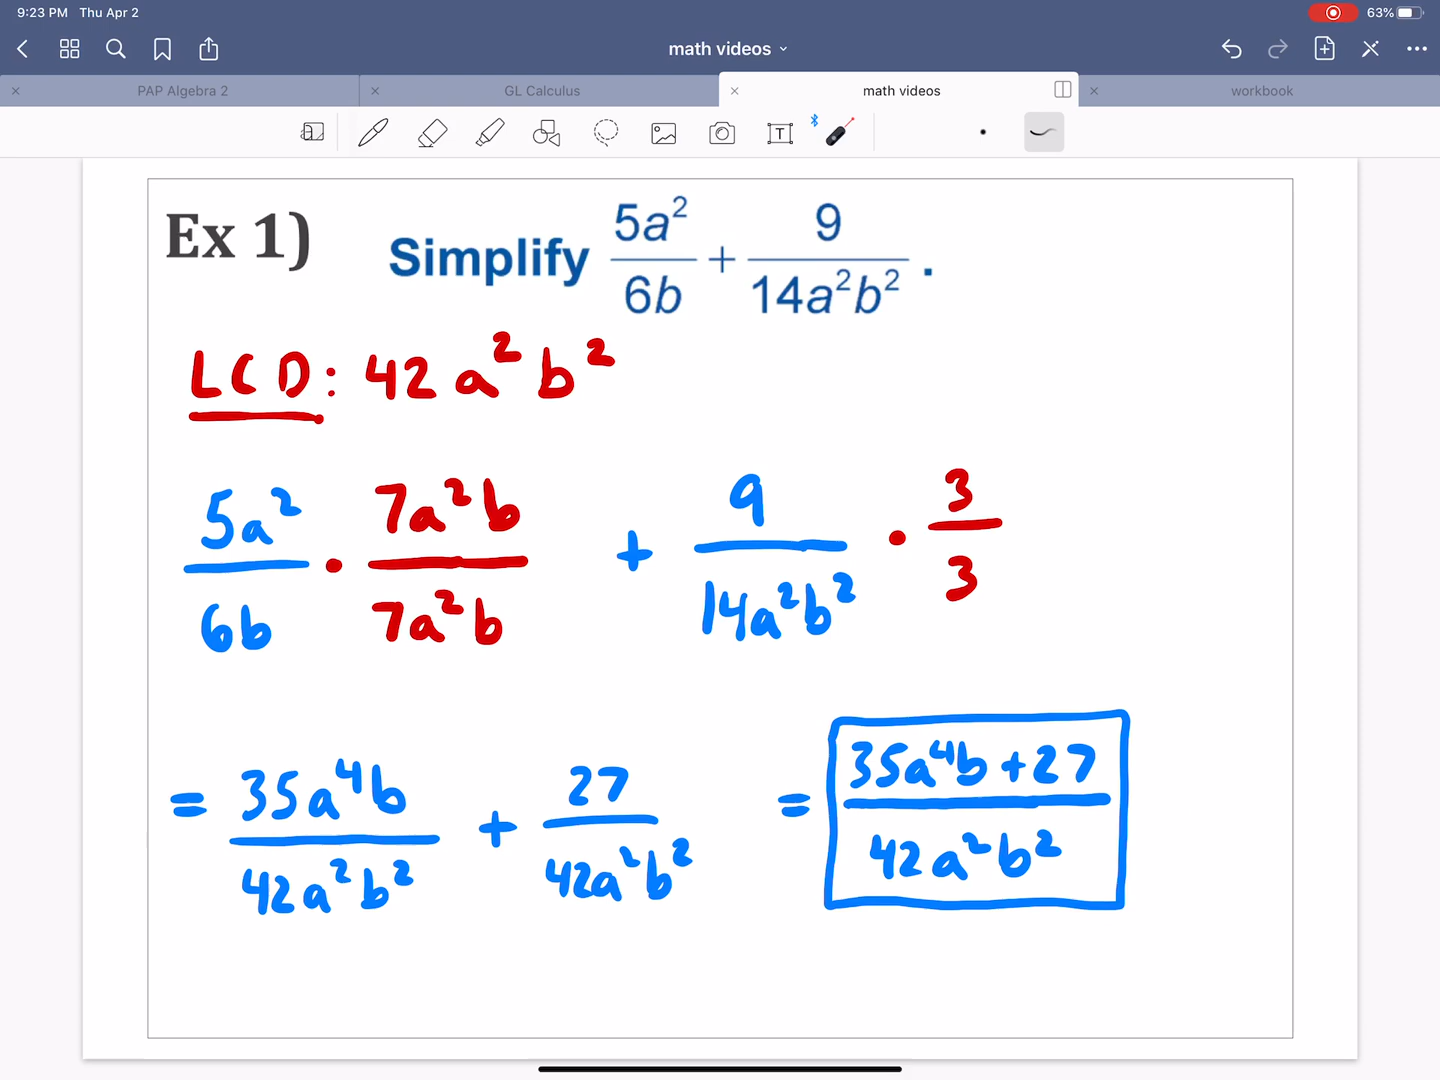 9:23 PM Thu Apr 2 63%
math videos
PAP Algebra 2 GL Calculus math videos workbook
T
Ex 1) Simplify 5a²/6b + 9/14a²b² .
LCD: 42a²b²
5a²/6b • 7a²b/7a²b + 9/14a²b² • 3/3
= 35a⁴b/42a²b² + 27/42a²b² = 35a⁴b + 27/42a²b²